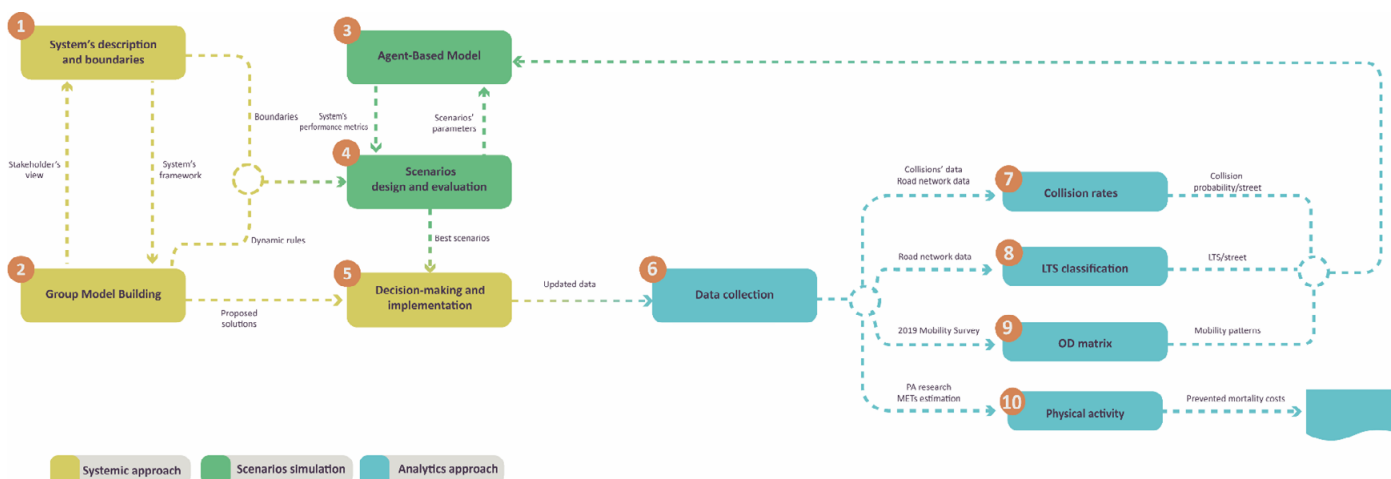 1
System's description
and boundaries
3
Agent-Based Model
Boundaries
System's
performance metrics
Scenarios'
parameters
Stakeholder's
view
System's
framework
4
Scenarios
design and evaluation
Collisions' data
Road network data
7
Collision rates
Collision
probability/street
Dynamic rules
Best scenarios
Road network data
8
LTS classification
LTS/street
2
Group Model Building
Proposed
solutions
5
Decision-making and
implementation
Updated data
6
Data collection
2019 Mobility Survey
9
OD matrix
Mobility patterns
PA research
METs estimation
10
Physical activity
Prevented mortality costs
Systemic approach
Scenarios simulation
Analytics approach